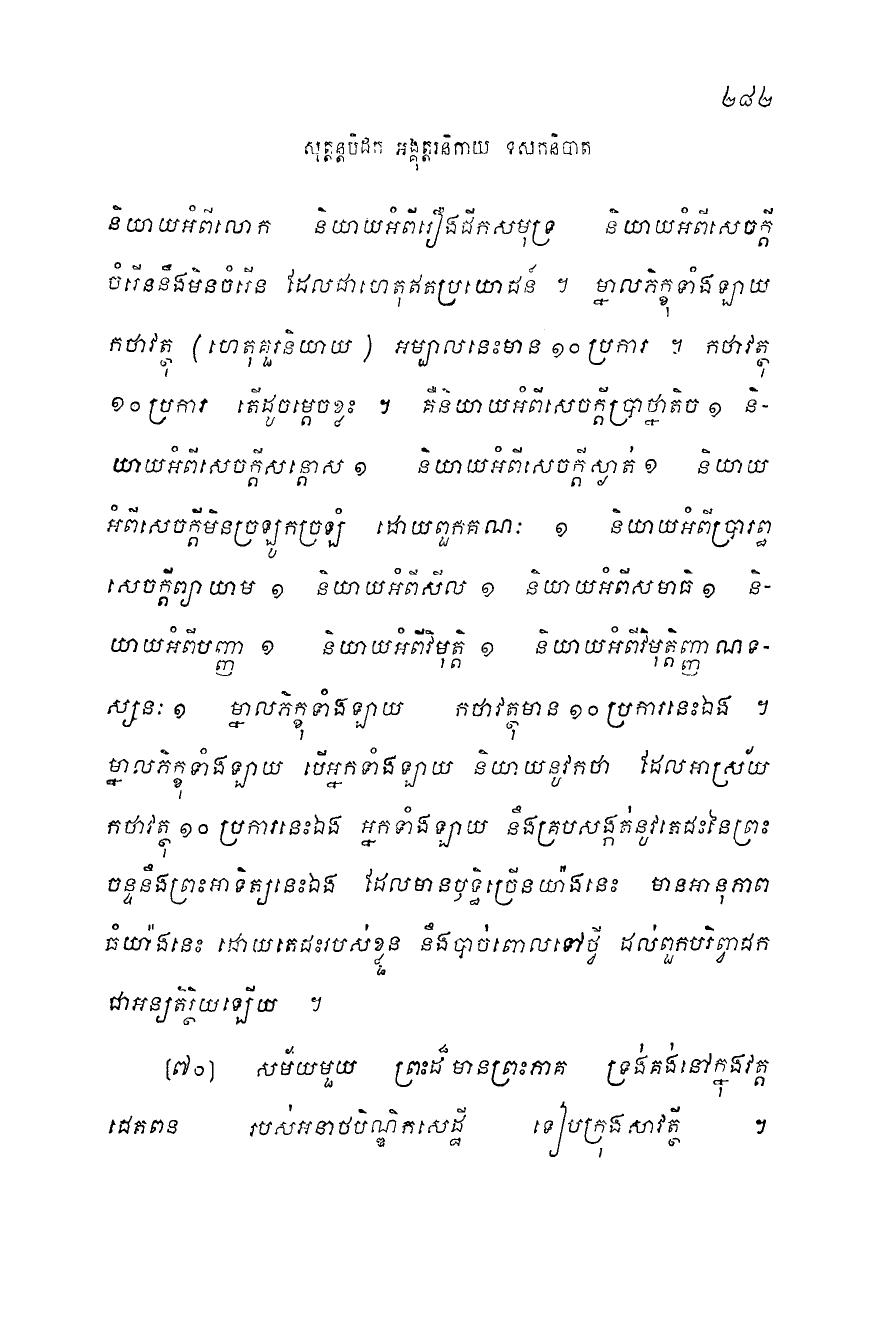 ២៨២
សុត្តន្តបិដក អង្គុត្តរនិកាយ ទសកនិបាត
និយាយអំពីលោក និយាយអំពីរឿងដីកសមុទ្រ និយាយអំពីសេចក្តី
ចំរើននឹងមិនចំរើន ដែលជាហេតុឥតប្រយោជន៍ ។ ម្នាលភិក្ខុទាំងឡាយ
កថាវត្ថុ (ហេតុគួរនិយាយ) អម្បាលនេះមាន ១០ ប្រការ ។ កថាវត្ថុ
១០ ប្រការ តើដូចម្តេចខ្លះ ។ គឺនិយាយអំពីសេចក្តីប្រាថ្នាតិច ១ និ-
យាយអំពីសេចក្តីសន្តោស ១ និយាយអំពីសេចក្តីស្ងាត់ ១ និយាយ
អំពីសេចក្តីមិនច្រឡូកច្រឡំ ដោយពួកគណៈ ១ និយាយអំពីប្រារព្ធ
សេចក្តីព្យាយាម ១ និយាយអំពីសីល ១ និយាយអំពីសមាធិ ១ និ-
យាយអំពីបញ្ញា ១ និយាយអំពីវិមុត្តិ ១ និយាយអំពីវិមុត្តិញ្ញាណទ-
ស្សនៈ ១ ម្នាលភិក្ខុទាំងឡាយ កថាវត្ថុមាន ១០ ប្រការនេះឯង ។
ម្នាលភិក្ខុទាំងឡាយ បើអ្នកទាំងឡាយ និយាយនូវកថា ដែលអាស្រ័យ
កថាវត្ថុ ១០ ប្រការនេះឯង អ្នកទាំងឡាយ នឹងគ្របសង្កត់នូវតេជះនៃព្រះ
ចន្ទនឹងព្រះអាទិត្យនេះឯង ដែលមានឫទ្ធិច្រើនយ៉ាងនេះ មានអានុភាព
ធំយ៉ាងនេះ ដោយតេជះរបស់ខ្លួន នឹងបាច់ពោលទៅថ្វី ដល់ពួកបរិព្វាជក
ជាអន្យតិរ្ថិយឡើយ ។
(៧០) សម័យមួយ ព្រះដ៏មានព្រះភាគ ទ្រង់គង់នៅក្នុងវត្ត
ជេតពន របស់អនាថបិណ្ឌិកសេដ្ឋី ទៀបក្រុងសាវត្ថី ។